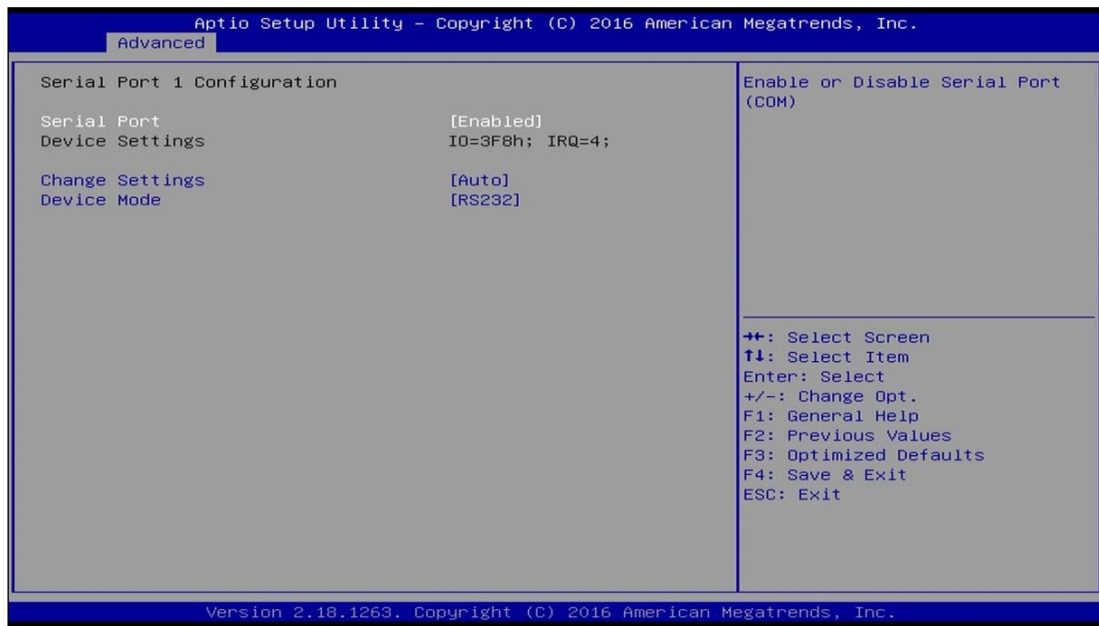 Aptio Setup Utility – Copyright (C) 2016 American Megatrends, Inc.
Advanced
Serial Port 1 Configuration
Serial Port [Enabled]
Device Settings IO=3F8h; IRQ=4;
Change Settings [Auto]
Device Mode [RS232]
Enable or Disable Serial Port
(COM)
→←: Select Screen
↑↓: Select Item
Enter: Select
+/-: Change Opt.
F1: General Help
F2: Previous Values
F3: Optimized Defaults
F4: Save & Exit
ESC: Exit
Version 2.18.1263. Copyright (C) 2016 American Megatrends, Inc.